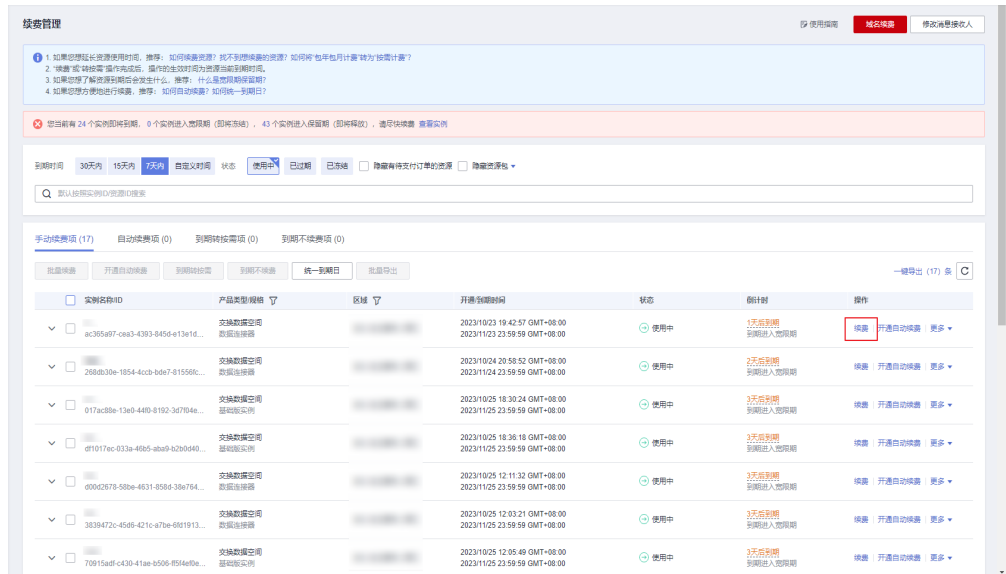 续费管理
使用指南 域名续费 修改消息接收人
1. 如果您想延长资源使用时间，推荐： 如何续费资源？找不到想续费的资源？如何将“包年包月计费”转为“按需计费”？
2. “续费”或“转按需”操作完成后，操作的生效时间为资源当前到期时间。
3. 如果您想了解资源到期后会发生什么，推荐： 什么是宽限期保留期？
4. 如果您想方便地进行续费，推荐： 如何自动续费？如何统一到期日？
您当前有 24 个实例即将到期， 0 个实例进入宽限期（即将冻结）， 43 个实例进入保留期（即将释放），请尽快续费 查看实例
到期时间 30天内 15天内 7天内 自定义时间 状态 使用中 已过期 已冻结 隐藏有待支付订单的资源 隐藏资源包
默认按照实例ID/资源ID搜索
手动续费项 (17) 自动续费项 (0) 到期转按需项 (0) 到期不续费项 (0)
批量续费 开通自动续费 到期转按需 到期不续费 统一到期日 批量导出 一键导出 (17) 条
实例名称/ID 产品类型/规格 区域 开通/到期时间 状态 倒计时 操作
交换数据空间 2023/10/23 19:42:57 GMT+08:00 1天后到期
使用中 续费 开通自动续费 更多
ac365a97-cea3-4393-845d-e13e1d... 数据连接器 2023/11/23 23:59:59 GMT+08:00 到期进入宽限期
交换数据空间 2023/10/24 20:58:52 GMT+08:00 2天后到期
使用中 续费 开通自动续费 更多
268db30e-1854-4ccb-bde7-81556fc... 数据连接器 2023/11/24 23:59:59 GMT+08:00 到期进入宽限期
交换数据空间 2023/10/25 18:30:24 GMT+08:00 3天后到期
使用中 续费 开通自动续费 更多
017ac88e-13e0-44f0-8192-3d7f04e... 基础版实例 2023/11/25 23:59:59 GMT+08:00 到期进入宽限期
交换数据空间 2023/10/25 18:36:18 GMT+08:00 3天后到期
使用中 续费 开通自动续费 更多
df1017ec-033a-46b5-aba9-b2b0d40... 基础版实例 2023/11/25 23:59:59 GMT+08:00 到期进入宽限期
交换数据空间 2023/10/25 12:11:32 GMT+08:00 3天后到期
使用中 续费 开通自动续费 更多
d00d2678-58be-4631-858d-38e764... 数据连接器 2023/11/25 23:59:59 GMT+08:00 到期进入宽限期
交换数据空间 2023/10/25 12:03:21 GMT+08:00 3天后到期
使用中 续费 开通自动续费 更多
3839472c-45d6-421c-a7be-6fd1913... 数据连接器 2023/11/25 23:59:59 GMT+08:00 到期进入宽限期
交换数据空间 2023/10/25 12:05:49 GMT+08:00 3天后到期
使用中 续费 开通自动续费 更多
70915adf-c430-41ae-b506-ff5f4ef0e... 基础版实例 2023/11/25 23:59:59 GMT+08:00 到期进入宽限期